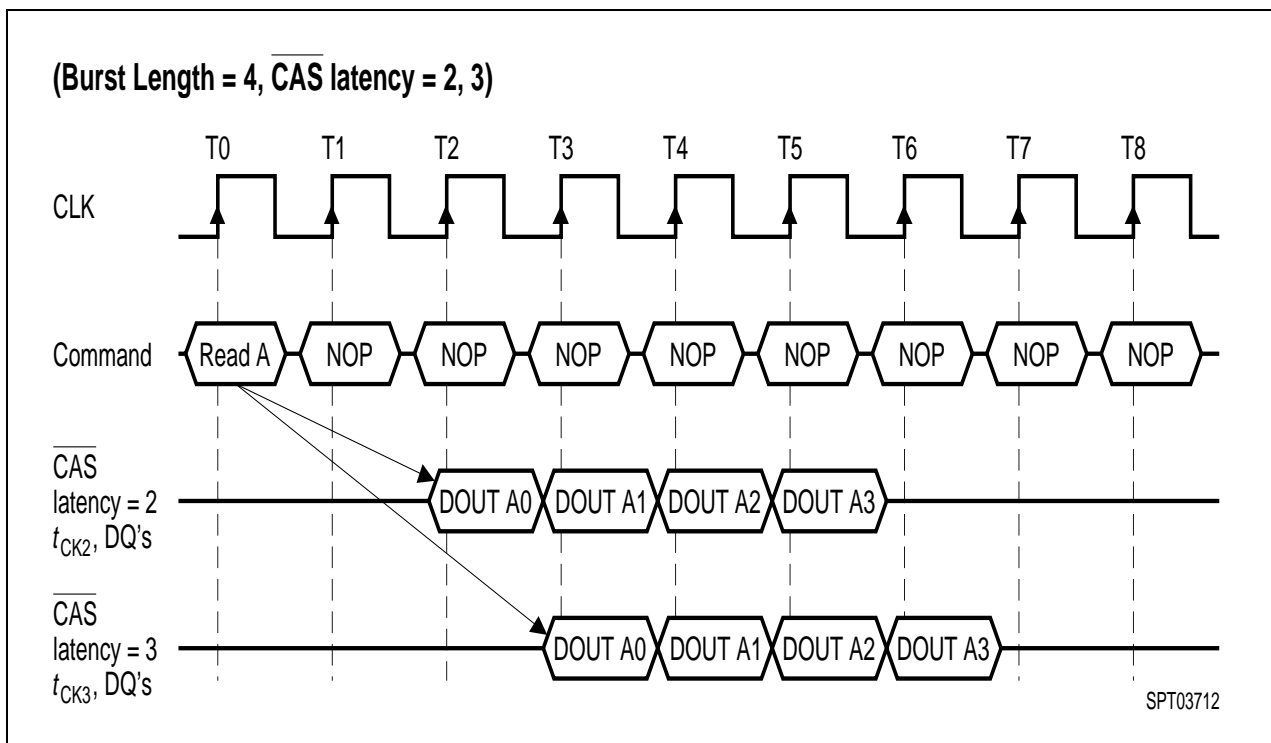 (Burst Length = 4, CAS latency = 2, 3)
T0 T1 T2 T3 T4 T5 T6 T7 T8
CLK
Command Read A NOP NOP NOP NOP NOP NOP NOP NOP
CAS
latency = 2
tCK2, DQ's
DOUT A0 DOUT A1 DOUT A2 DOUT A3
CAS
latency = 3
tCK3, DQ's
DOUT A0 DOUT A1 DOUT A2 DOUT A3
SPT03712